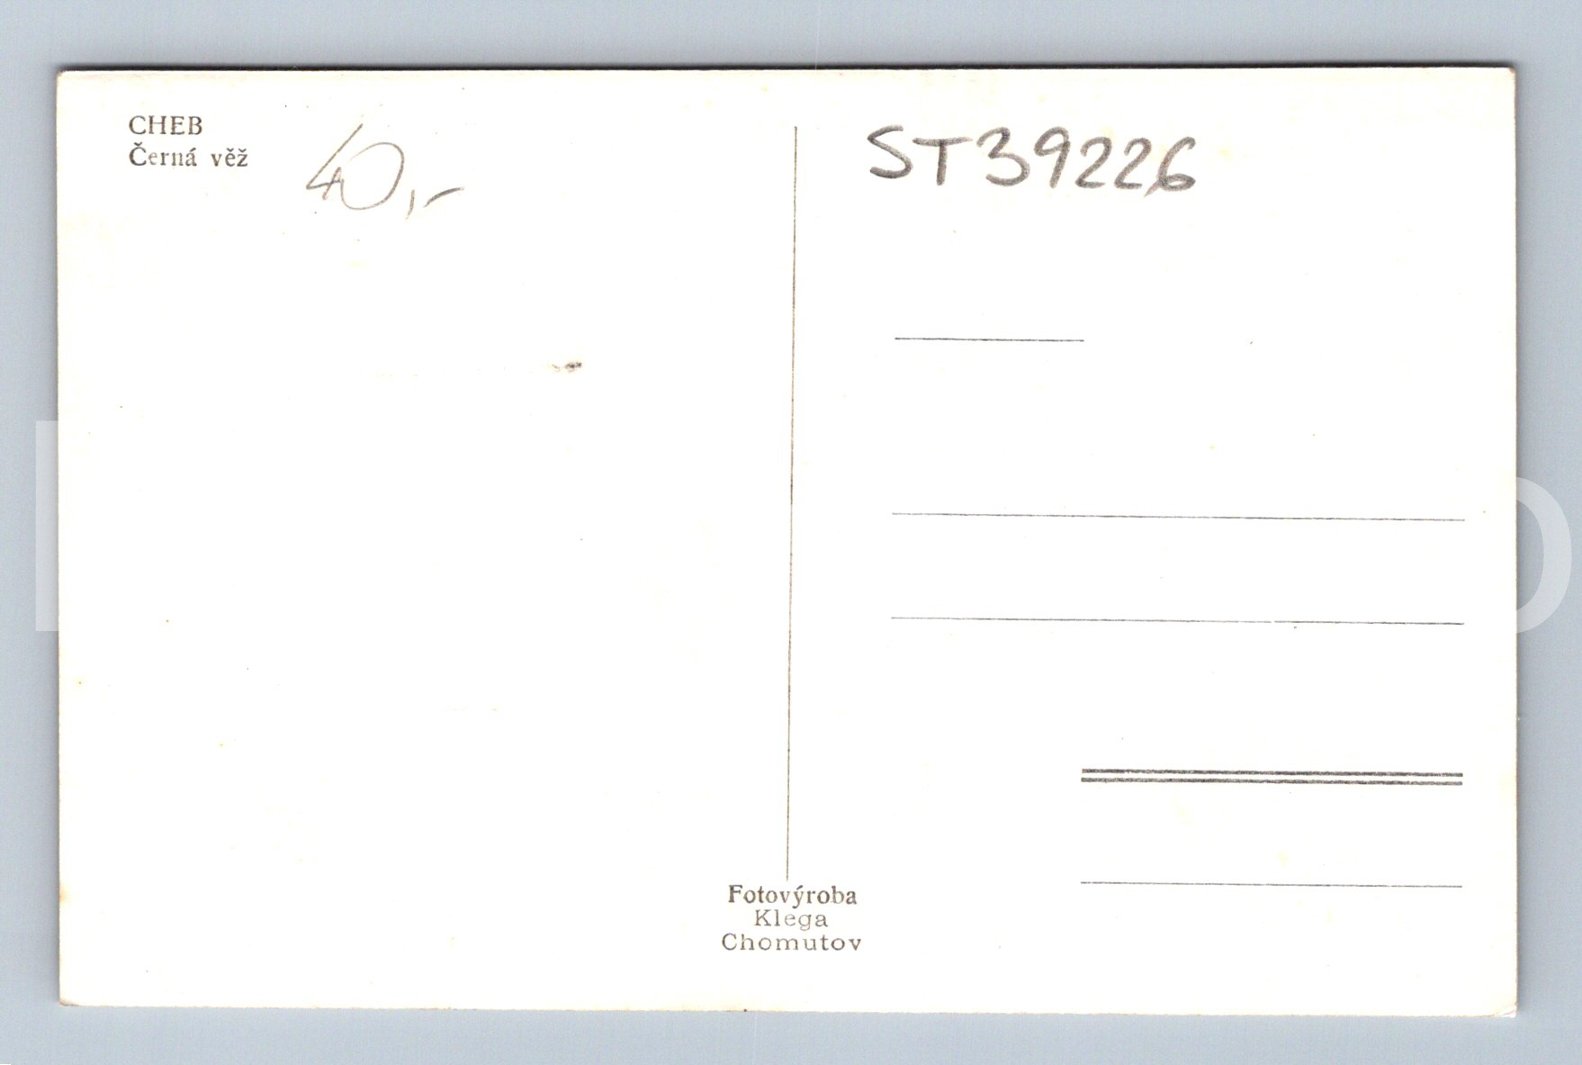 CHEB
Černá věž
40,-
ST39226
Fotovýroba
Klega
Chomutov